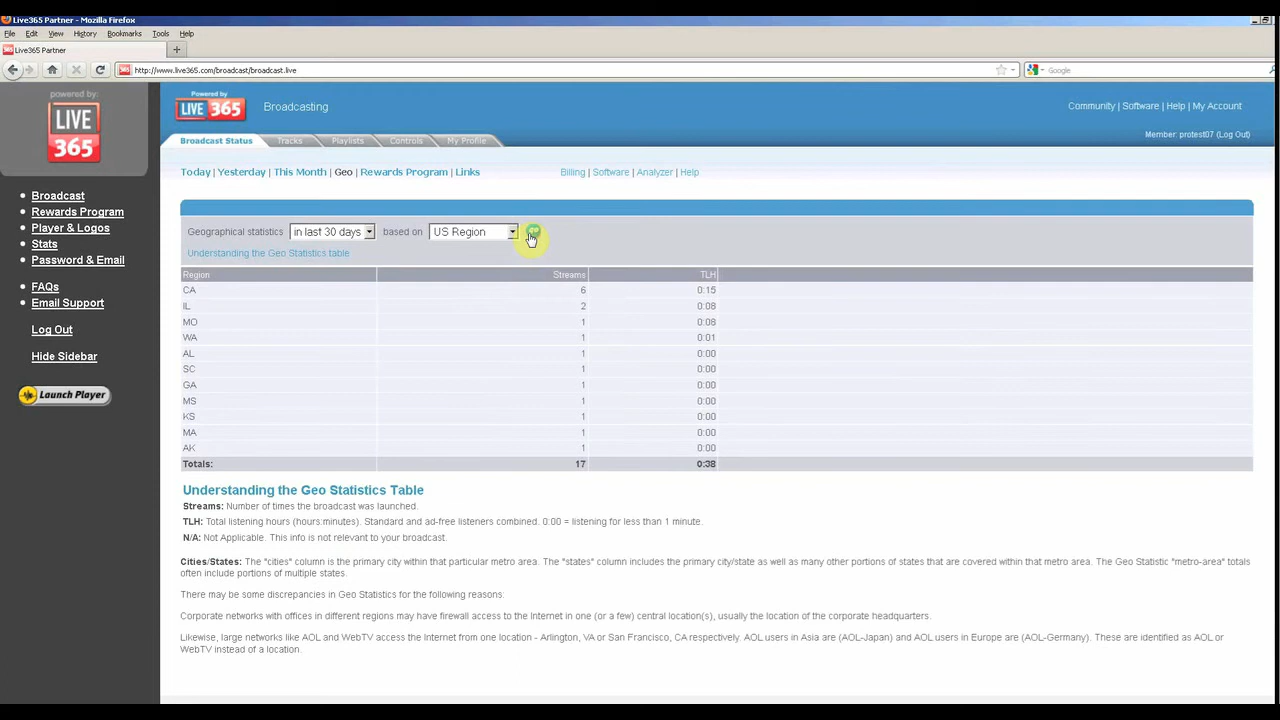 Live365 Partner - Mozilla Firefox
File Edit View History Bookmarks Tools Help
Live365 Partner
http://www.live365.com/broadcast/broadcast.live
Google
powered by:
LIVE
365
Powered by
LIVE 365
Broadcasting
Community | Software | Help | My Account
Member: protest07 (Log Out)
Broadcast Status Tracks Playlists Controls My Profile
Today | Yesterday | This Month | Geo | Rewards Program | Links
Billing | Software | Analyzer | Help
Broadcast
Rewards Program
Player & Logos
Stats
Password & Email
FAQs
Email Support
Log Out
Hide Sidebar
Launch Player
Geographical statistics in last 30 days based on US Region
Understanding the Geo Statistics table
Region Streams TLH
CA 6 0:15
IL 2 0:08
MO 1 0:08
WA 1 0:01
AL 1 0:00
SC 1 0:00
GA 1 0:00
MS 1 0:00
KS 1 0:00
MA 1 0:00
AK 1 0:00
Totals: 17 0:38
Understanding the Geo Statistics Table
Streams: Number of times the broadcast was launched.
TLH: Total listening hours (hours:minutes). Standard and ad-free listeners combined. 0:00 = listening for less than 1 minute.
N/A: Not Applicable. This info is not relevant to your broadcast.
Cities/States: The "cities" column is the primary city within that particular metro area. The "states" column includes the primary city/state as well as many other portions of states that are covered within that metro area. The Geo Statistic "metro-area" totals
often include portions of multiple states.
There may be some discrepancies in Geo Statistics for the following reasons:
Corporate networks with offices in different regions may have firewall access to the Internet in one (or a few) central location(s), usually the location of the corporate headquarters.
Likewise, large networks like AOL and WebTV access the Internet from one location - Arlington, VA or San Francisco, CA respectively. AOL users in Asia are (AOL-Japan) and AOL users in Europe are (AOL-Germany). These are identified as AOL or
WebTV instead of a location.